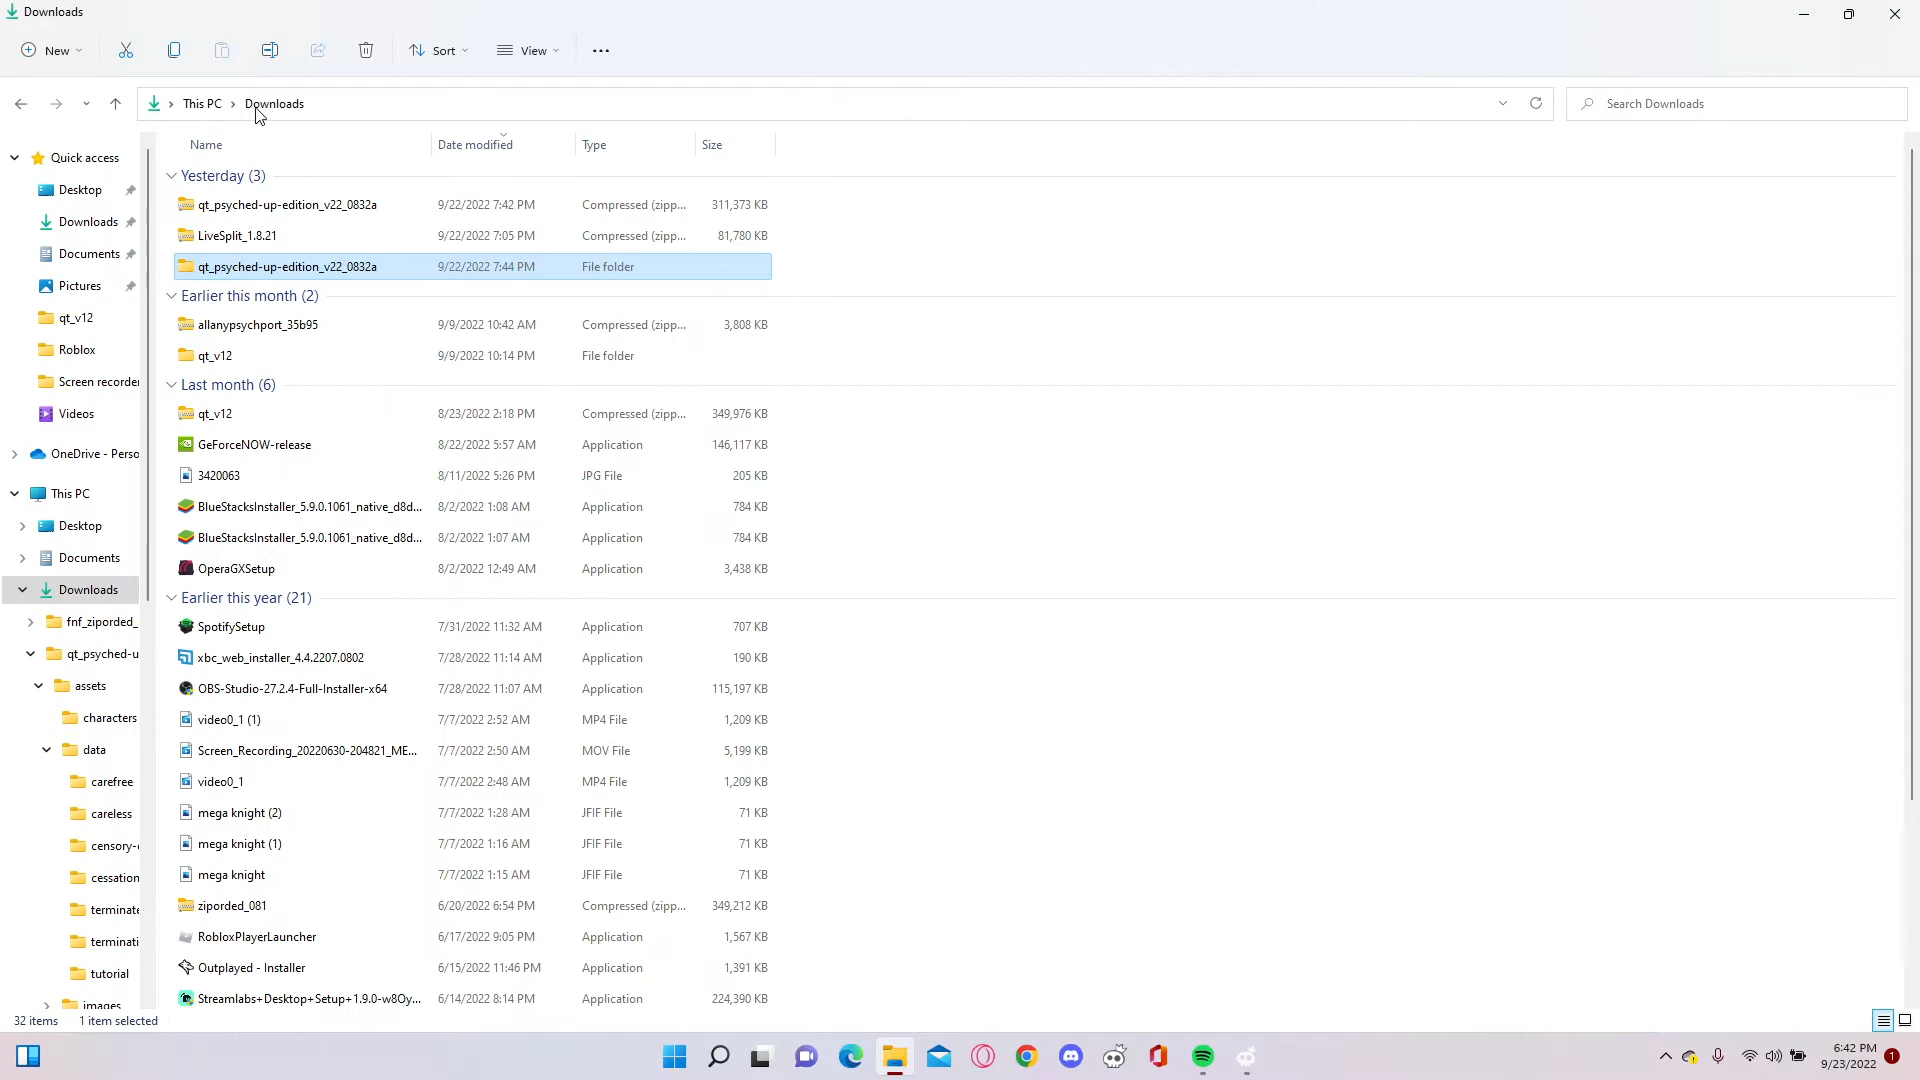 Downloads
New
Sort
View
This PC > Downloads
Search Downloads
Name Date modified Type Size
Quick access
Desktop
Downloads
Documents
Pictures
qt_v12
Roblox
Screen recorder
Videos
OneDrive - Perso
This PC
Desktop
Documents
Downloads
fnf_ziporded_
qt_psyched-u
assets
characters
data
carefree
careless
censory-
cessation
terminate
terminati
tutorial
images
Yesterday (3)
qt_psyched-up-edition_v22_0832a 9/22/2022 7:42 PM Compressed (zipp... 311,373 KB
LiveSplit_1.8.21 9/22/2022 7:05 PM Compressed (zipp... 81,780 KB
qt_psyched-up-edition_v22_0832a 9/22/2022 7:44 PM File folder
Earlier this month (2)
allanypsychport_35b95 9/9/2022 10:42 AM Compressed (zipp... 3,808 KB
qt_v12 9/9/2022 10:14 PM File folder
Last month (6)
qt_v12 8/23/2022 2:18 PM Compressed (zipp... 349,976 KB
GeForceNOW-release 8/22/2022 5:57 AM Application 146,117 KB
3420063 8/11/2022 5:26 PM JPG File 205 KB
BlueStacksInstaller_5.9.0.1061_native_d8d... 8/2/2022 1:08 AM Application 784 KB
BlueStacksInstaller_5.9.0.1061_native_d8d... 8/2/2022 1:07 AM Application 784 KB
OperaGXSetup 8/2/2022 12:49 AM Application 3,438 KB
Earlier this year (21)
SpotifySetup 7/31/2022 11:32 AM Application 707 KB
xbc_web_installer_4.4.2207.0802 7/28/2022 11:14 AM Application 190 KB
OBS-Studio-27.2.4-Full-Installer-x64 7/28/2022 11:07 AM Application 115,197 KB
video0_1 (1) 7/7/2022 2:52 AM MP4 File 1,209 KB
Screen_Recording_20220630-204821_ME... 7/7/2022 2:50 AM MOV File 5,199 KB
video0_1 7/7/2022 2:48 AM MP4 File 1,209 KB
mega knight (2) 7/7/2022 1:28 AM JFIF File 71 KB
mega knight (1) 7/7/2022 1:16 AM JFIF File 71 KB
mega knight 7/7/2022 1:15 AM JFIF File 71 KB
ziporded_081 6/20/2022 6:54 PM Compressed (zipp... 349,212 KB
RobloxPlayerLauncher 6/17/2022 9:05 PM Application 1,567 KB
Outplayed - Installer 6/15/2022 11:46 PM Application 1,391 KB
Streamlabs+Desktop+Setup+1.9.0-w8Oy... 6/14/2022 8:14 PM Application 224,390 KB
32 items 1 item selected
6:42 PM
9/23/2022
1